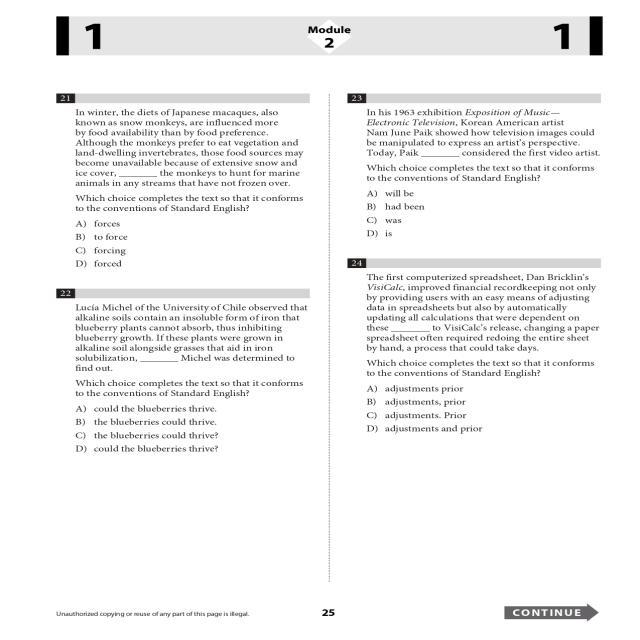 1
Module
2
1
21
In winter, the diets of Japanese macaques, also
known as snow monkeys, are influenced more
by food availability than by food preference.
Although the monkeys prefer to eat vegetation and
land-dwelling invertebrates, those food sources may
become unavailable because of extensive snow and
ice cover, ________ the monkeys to hunt for marine
animals in any streams that have not frozen over.
Which choice completes the text so that it conforms
to the conventions of Standard English?
A) forces
B) to force
C) forcing
D) forced
22
Lucía Michel of the University of Chile observed that
alkaline soils contain an insoluble form of iron that
blueberry plants cannot absorb, thus inhibiting
blueberry growth. If these plants were grown in
alkaline soil alongside grasses that aid in iron
solubilization, ________ Michel was determined to
find out.
Which choice completes the text so that it conforms
to the conventions of Standard English?
A) could the blueberries thrive.
B) the blueberries could thrive.
C) the blueberries could thrive?
D) could the blueberries thrive?
23
In his 1963 exhibition Exposition of Music—
Electronic Television, Korean American artist
Nam June Paik showed how television images could
be manipulated to express an artist's perspective.
Today, Paik ________ considered the first video artist.
Which choice completes the text so that it conforms
to the conventions of Standard English?
A) will be
B) had been
C) was
D) is
24
The first computerized spreadsheet, Dan Bricklin's
VisiCalc, improved financial recordkeeping not only
by providing users with an easy means of adjusting
data in spreadsheets but also by automatically
updating all calculations that were dependent on
these ________ to VisiCalc's release, changing a paper
spreadsheet often required redoing the entire sheet
by hand, a process that could take days.
Which choice completes the text so that it conforms
to the conventions of Standard English?
A) adjustments prior
B) adjustments, prior
C) adjustments. Prior
D) adjustments and prior
Unauthorized copying or reuse of any part of this page is illegal.
25
CONTINUE